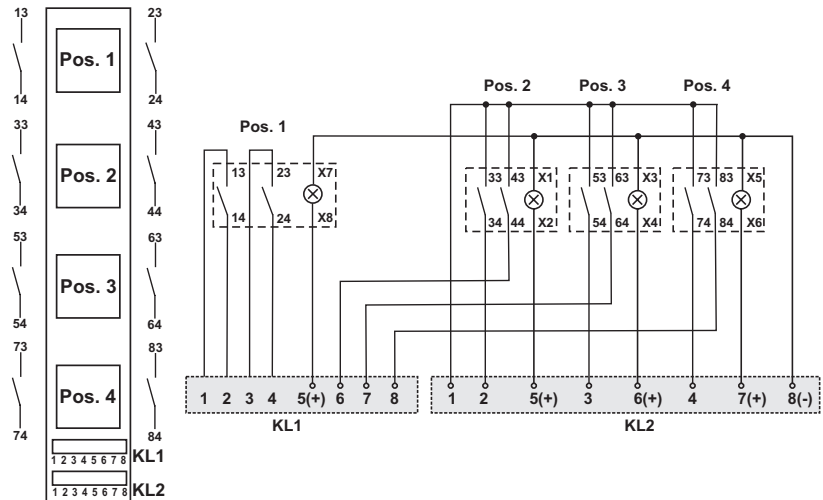 13 23
Pos. 1
14 24
33 43
Pos. 2
34 44
53 63
Pos. 3
54 64
73 83
Pos. 4
74 84
1 2 3 4 5 6 7 8 KL1
1 2 3 4 5 6 7 8 KL2
Pos. 2 Pos. 3 Pos. 4
Pos. 1
13 23 X7
14 24 X8
33 43 X1 53 63 X3 73 83 X5
34 44 X2 54 64 X4 74 84 X6
1 2 3 4 5(+) 6 7 8
KL1
1 2 5(+) 3 6(+) 4 7(+) 8(-)
KL2